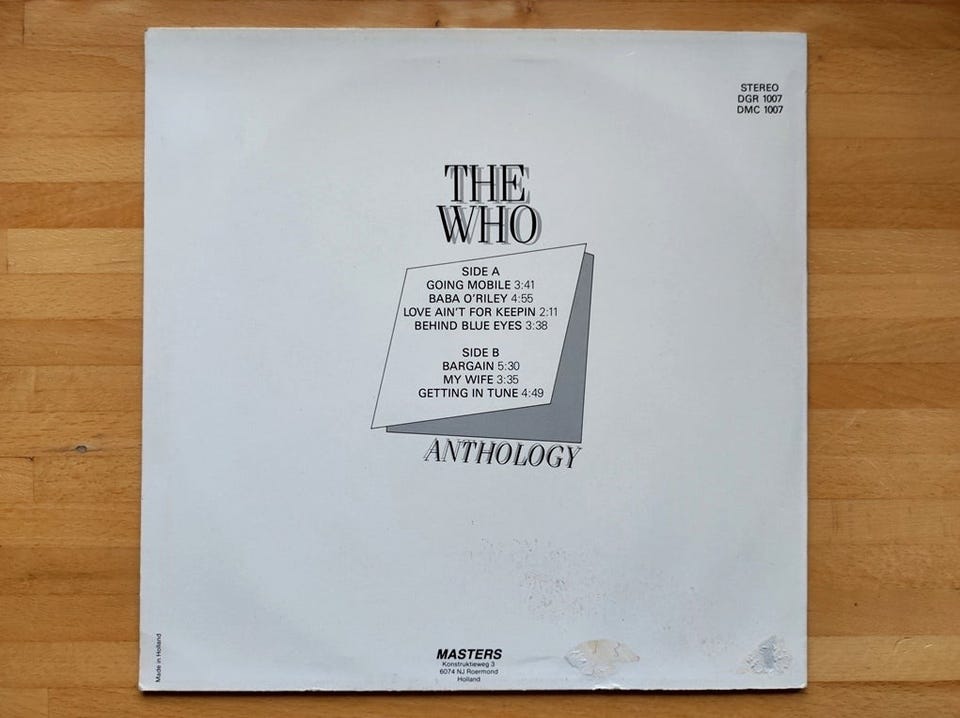 STEREO
DGR 1007
DMC 1007
THE
WHO
SIDE A
GOING MOBILE 3:41
BABA O'RILEY 4:55
LOVE AIN'T FOR KEEPIN 2:11
BEHIND BLUE EYES 3:38
SIDE B
BARGAIN 5:30
MY WIFE 3:35
GETTING IN TUNE 4:49
ANTHOLOGY
MASTERS
Konstruktieweg 3
6074 NJ Roermond
Holland
Made in Holland